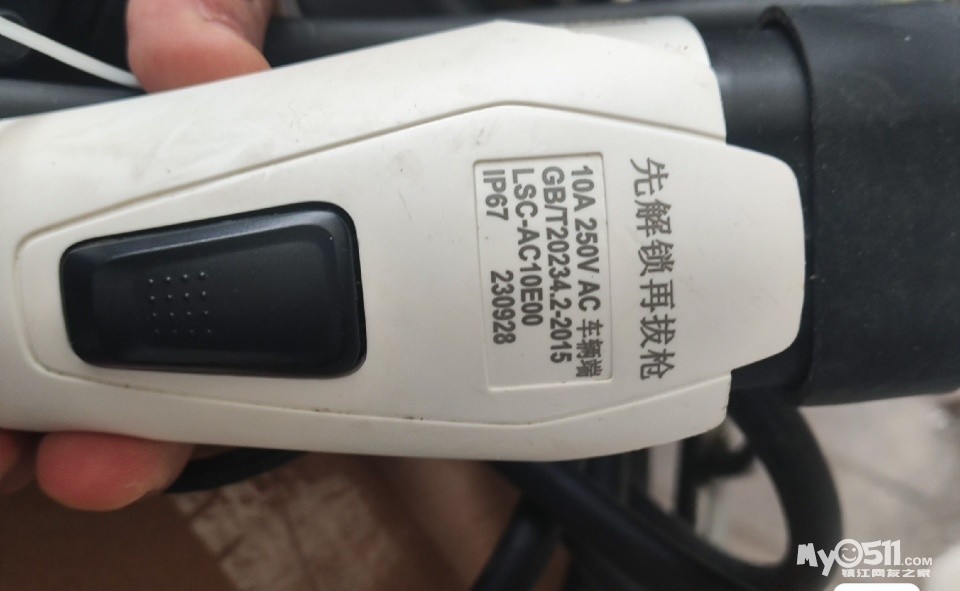 先解锁再拔枪
10A 250V AC 车辆端
GB/T20234.2-2015
LSC-AC10E00
IP67 230928
My0511.COM
镇江网友之家